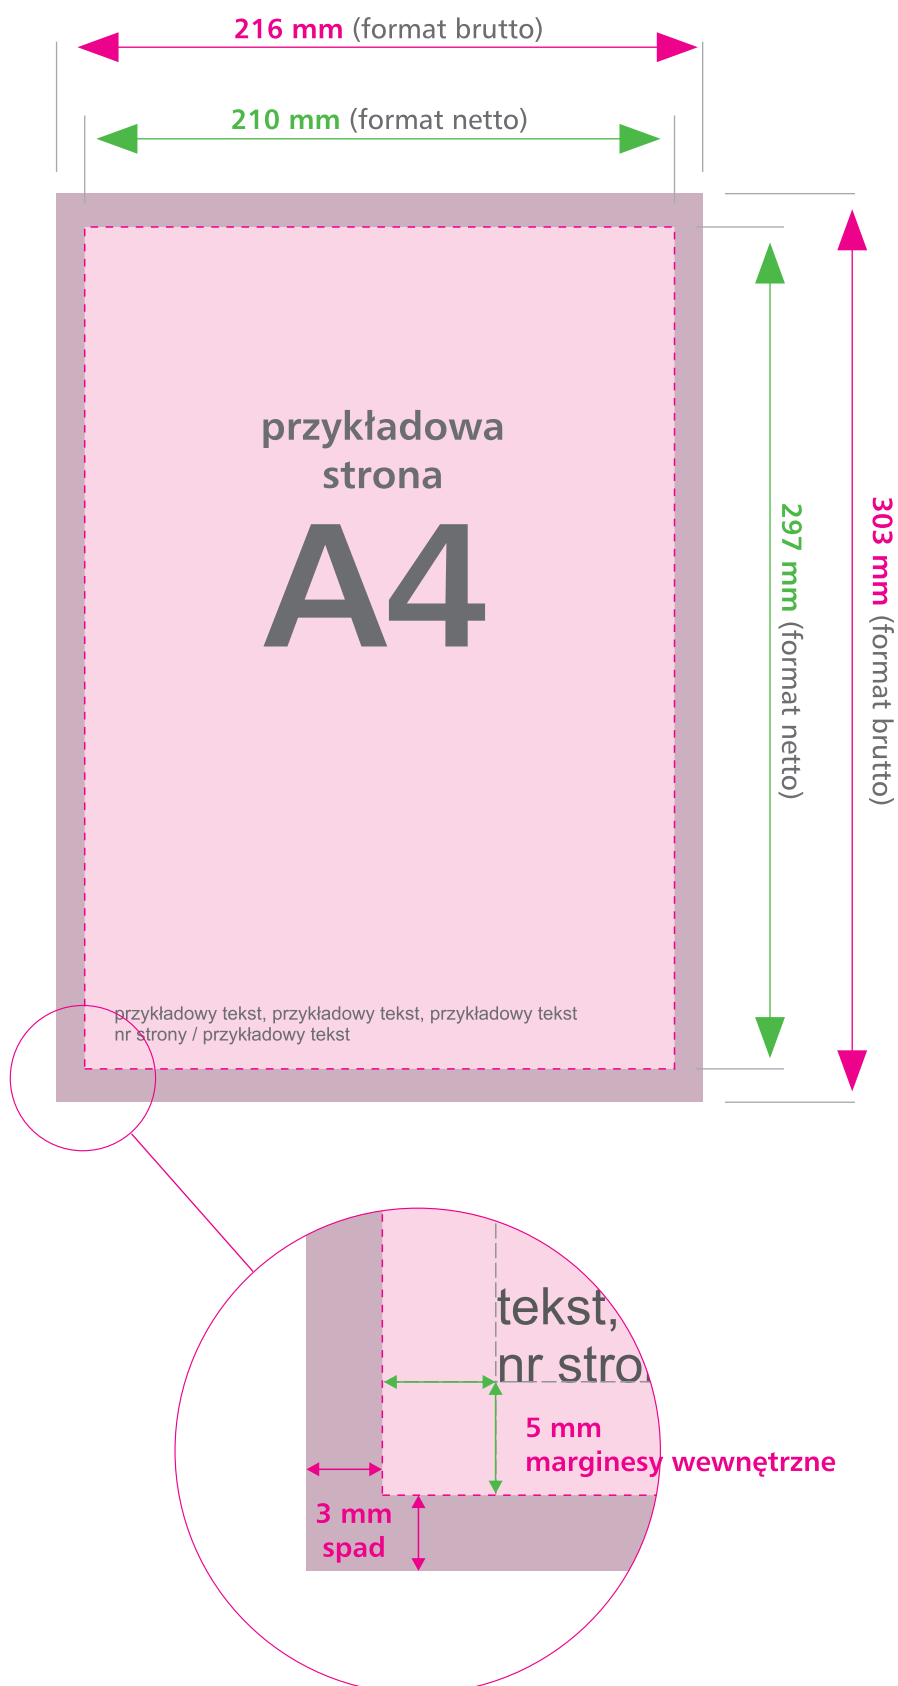 216 mm (format brutto)
210 mm (format netto)
przykładowa
strona
A4
297 mm (format netto)
303 mm (format brutto)
przykładowy tekst, przykładowy tekst, przykładowy tekst
nr strony / przykładowy tekst
tekst,
nr stro
5 mm
marginesy wewnętrzne
3 mm
spad